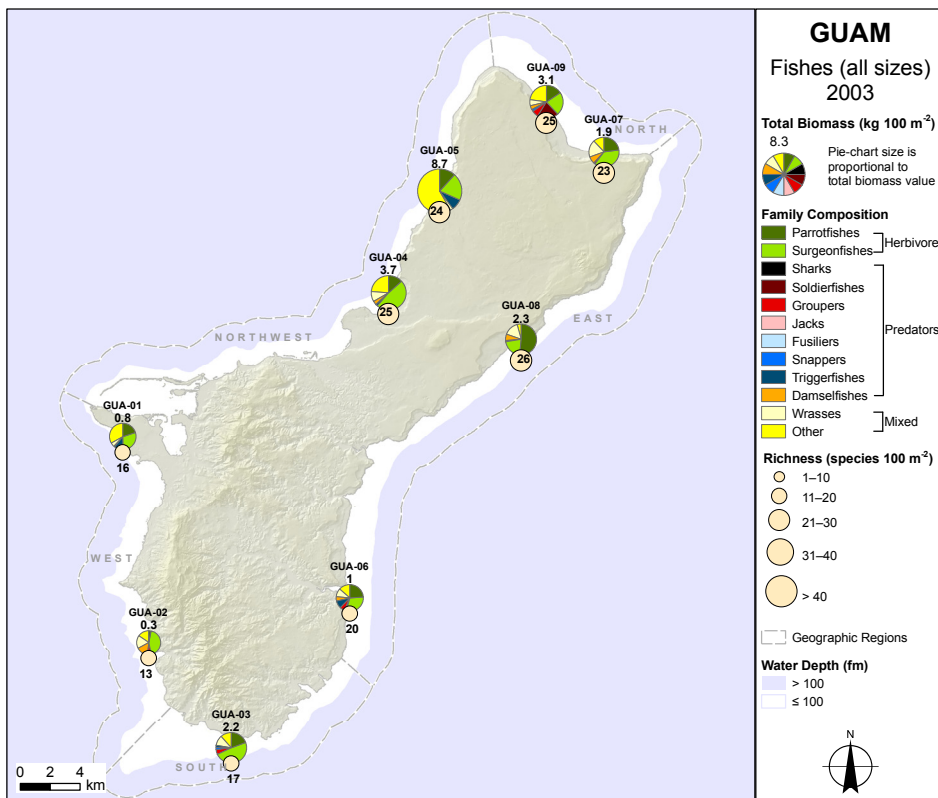 GUA-09
3.1
25
GUA-07
1.9
23
NORTH
GUA-05
8.7
24
GUA-04
3.7
25
GUA-08
2.3
26
EAST
NORTHWEST
GUA-01
0.8
16
WEST
GUA-06
1
20
GUA-02
0.3
13
GUA-03
2.2
17
SOUTH
0 2 4
km
GUAM
Fishes (all sizes)
2003
Total Biomass (kg 100 m-2)
8.3
Pie-chart size is
proportional to
total biomass value
Family Composition
Parrotfishes
Surgeonfishes
Herbivore
Sharks
Soldierfishes
Groupers
Jacks
Predators
Fusiliers
Snappers
Triggerfishes
Damselfishes
Wrasses
Mixed
Other
Richness (species 100 m-2)
1–10
11–20
21–30
31–40
> 40
Geographic Regions
Water Depth (fm)
> 100
≤ 100
N